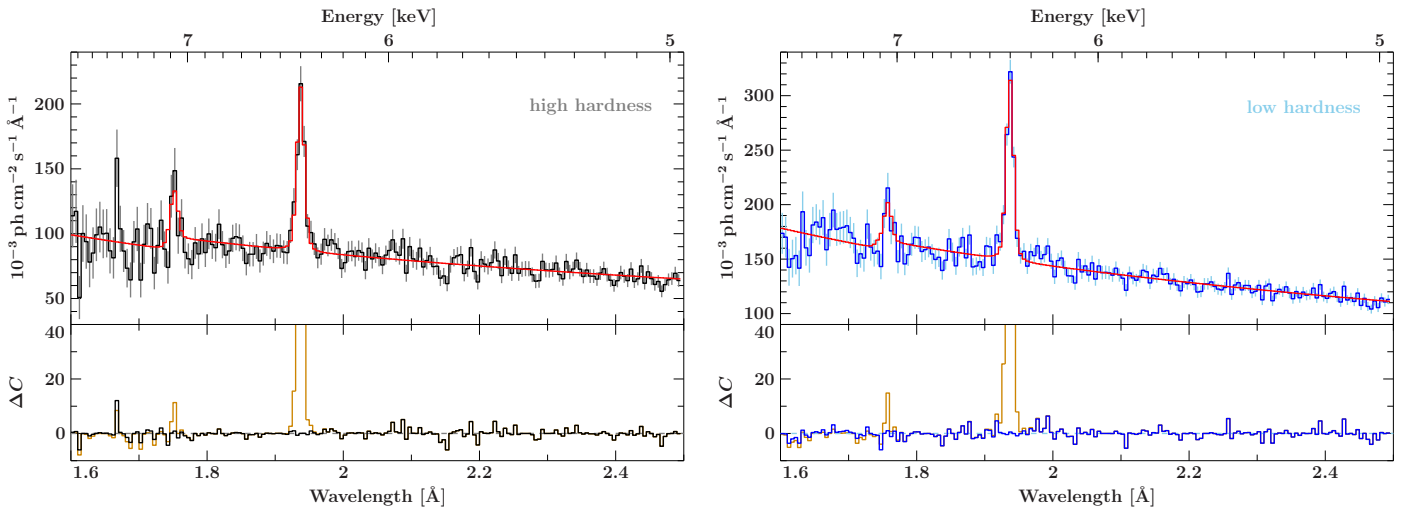 Energy [keV]
7 6 5
high hardness
10⁻³ ph cm⁻² s⁻¹ Å⁻¹
200
150
100
50
ΔC
40
20
0
1.6 1.8 2 2.2 2.4
Wavelength [Å]
Energy [keV]
7 6 5
low hardness
10⁻³ ph cm⁻² s⁻¹ Å⁻¹
300
250
200
150
100
ΔC
40
20
0
1.6 1.8 2 2.2 2.4
Wavelength [Å]